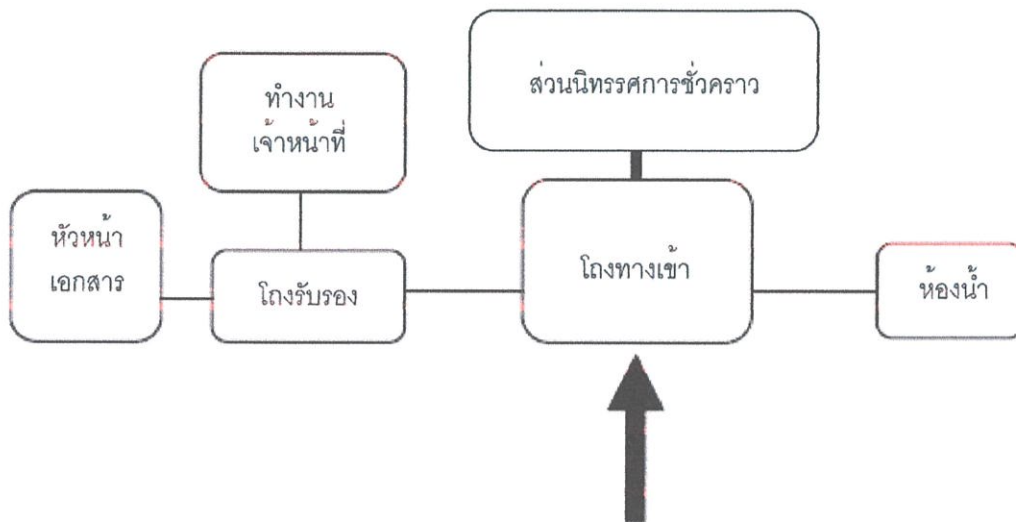 ส่วนนิทรรศการชั่วคราว
ทำงาน
เจ้าหน้าที่
หัวหน้า
เอกสาร
โถงรับรอง
โถงทางเข้า
ห้องน้ำ